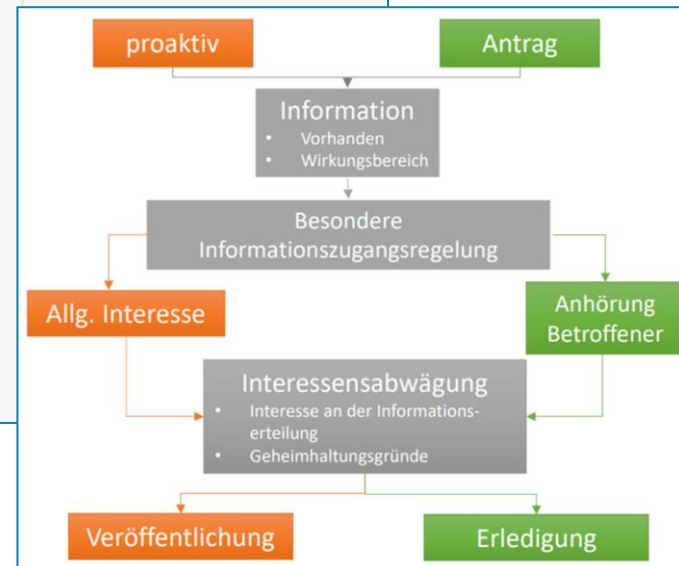 proaktiv
Antrag
Information
• Vorhanden
• Wirkungsbereich
Besondere
Informationszugangsregelung
Allg. Interesse
Anhörung
Betroffener
Interessensabwägung
• Interesse an der Informations-
erteilung
• Geheimhaltungsgründe
Veröffentlichung
Erledigung